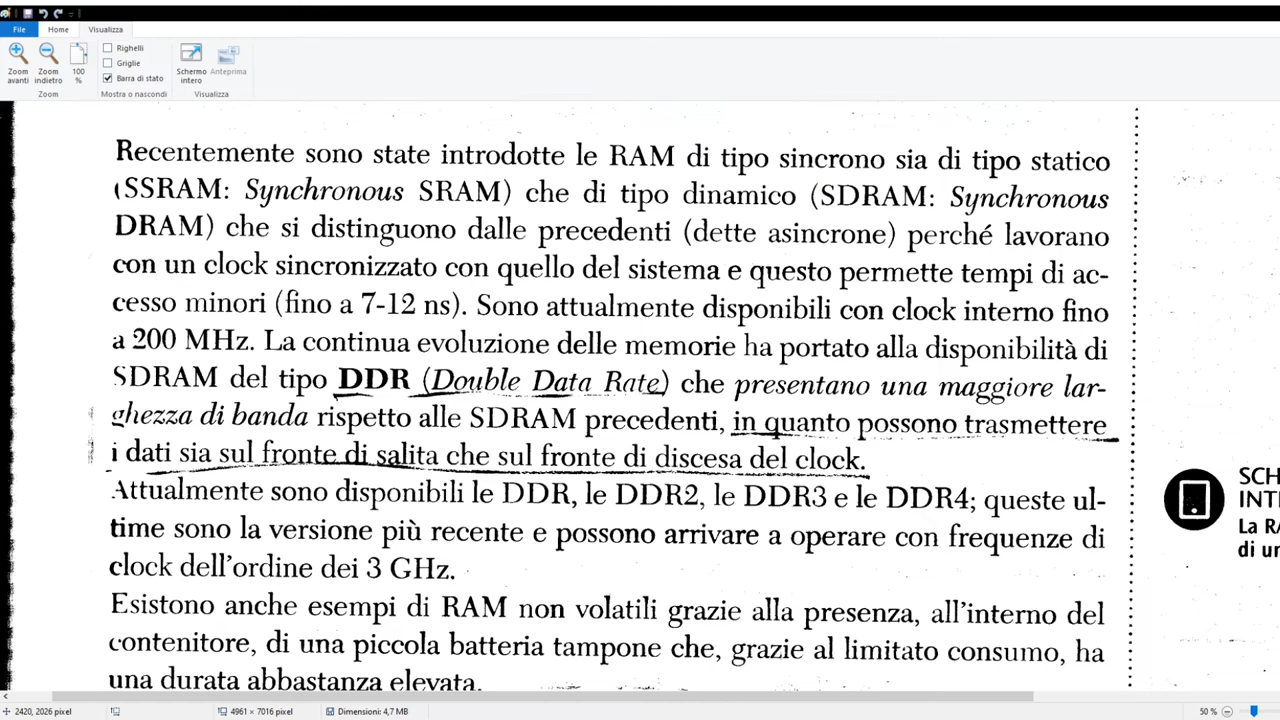 File
Home
Visualizza
Zoom avanti
Zoom indietro
100 %
Righelli
Griglie
Barra di stato
Schermo intero
Anteprima
Zoom
Mostra o nascondi
Visualizza
Recentemente sono state introdotte le RAM di tipo sincrono sia di tipo statico
(SSRAM: Synchronous SRAM) che di tipo dinamico (SDRAM: Synchronous
DRAM) che si distinguono dalle precedenti (dette asincrone) perché lavorano
con un clock sincronizzato con quello del sistema e questo permette tempi di ac-
cesso minori (fino a 7-12 ns). Sono attualmente disponibili con clock interno fino
a 200 MHz. La continua evoluzione delle memorie ha portato alla disponibilità di
SDRAM del tipo DDR (Double Data Rate) che presentano una maggiore lar-
ghezza di banda rispetto alle SDRAM precedenti, in quanto possono trasmettere
i dati sia sul fronte di salita che sul fronte di discesa del clock.
Attualmente sono disponibili le DDR, le DDR2, le DDR3 e le DDR4; queste ul-
time sono la versione più recente e possono arrivare a operare con frequenze di
clock dell'ordine dei 3 GHz.
Esistono anche esempi di RAM non volatili grazie alla presenza, all'interno del
contenitore, di una piccola batteria tampone che, grazie al limitato consumo, ha
una durata abbastanza elevata.
SCH
INT
La RA
di un
2420, 2026 pixel
4961 × 7016 pixel
Dimensioni: 4,7 MB
50 %